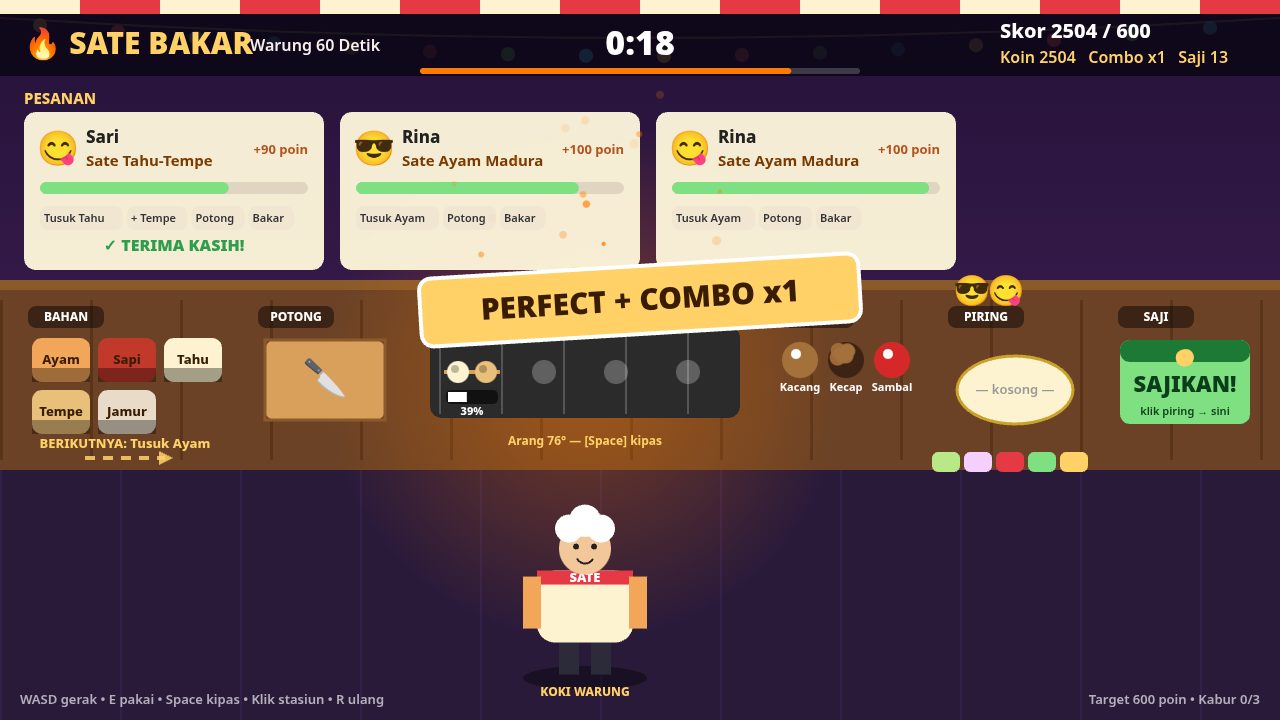 SATE BAKAR
Warung 60 Detik
0:18
Skor 2504 / 600
Koin 2504 Combo x1 Saji 13
PESANAN
Sari
Sate Tahu-Tempe
+90 poin
Tusuk Tahu + Tempe Potong Bakar
✓ TERIMA KASIH!
Rina
Sate Ayam Madura
+100 poin
Tusuk Ayam Potong Bakar
Rina
Sate Ayam Madura
+100 poin
Tusuk Ayam Potong Bakar
PERFECT + COMBO x1
BAHAN
POTONG
PIRING
SAJI
Ayam
Sapi
Tahu
Tempe
Jamur
BERIKUTNYA: Tusuk Ayam
39%
Arang 76° — [Space] kipas
Kacang
Kecap
Sambal
— kosong —
SAJIKAN!
klik piring → sini
SATE
KOKI WARUNG
WASD gerak • E pakai • Space kipas • Klik stasiun • R ulang
Target 600 poin • Kabur 0/3